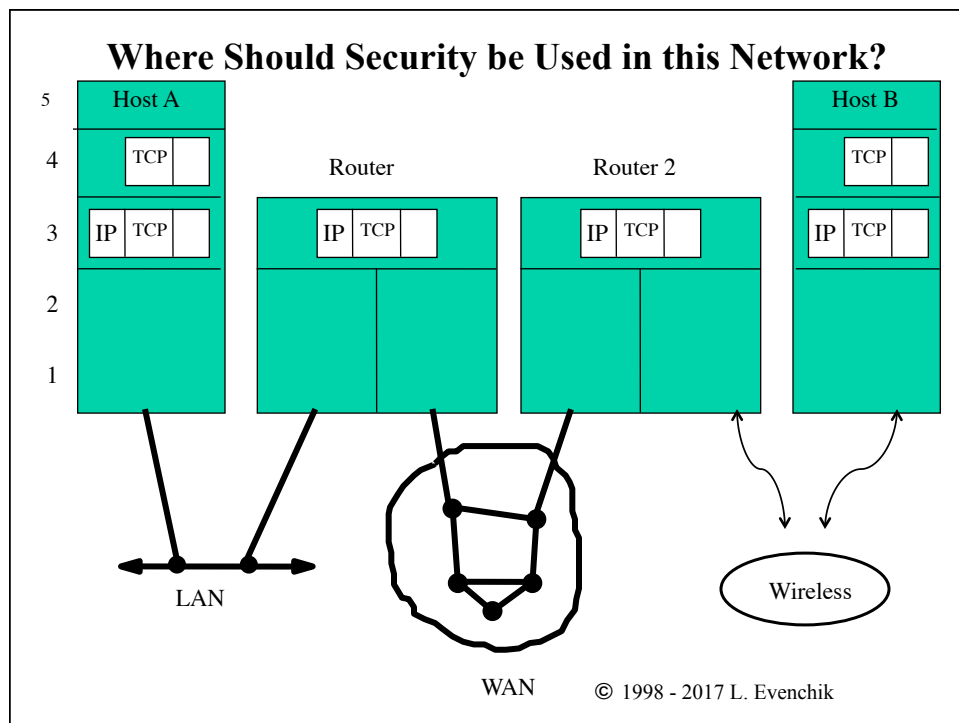 Where Should Security be Used in this Network?
5
Host A
Host B
4
TCP
TCP
Router
Router 2
3
IP TCP
IP TCP
IP TCP
IP TCP
2
1
LAN
Wireless
WAN
© 1998 - 2017 L. Evenchik